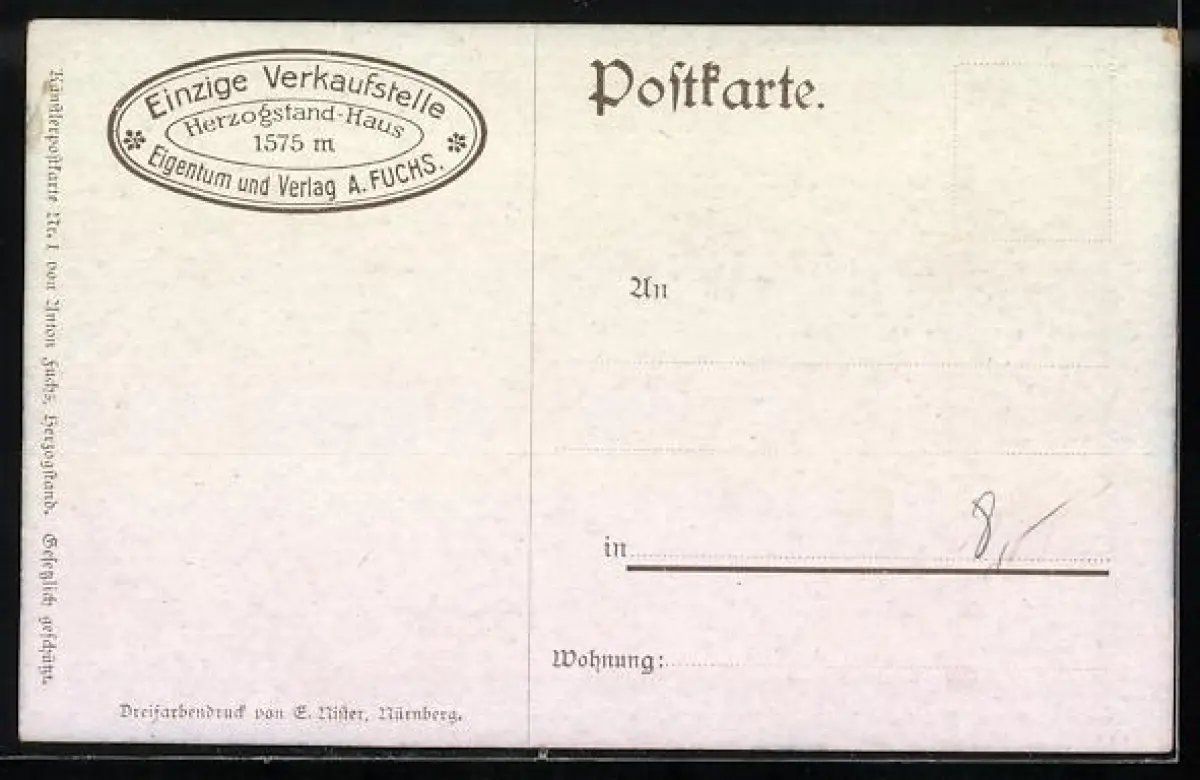 Künstlerpostkarte Nr. 1 von Anton Fuchs, Herzogstand. Gesetzlich geschützt.
Einzige Verkaufstelle
Herzogstand-Haus
1575 m
Eigentum und Verlag A. FUCHS.
Dreifarbendruck von E. Nister, Nürnberg.
Poſtkarte.
An
in
8,-
Wohnung: